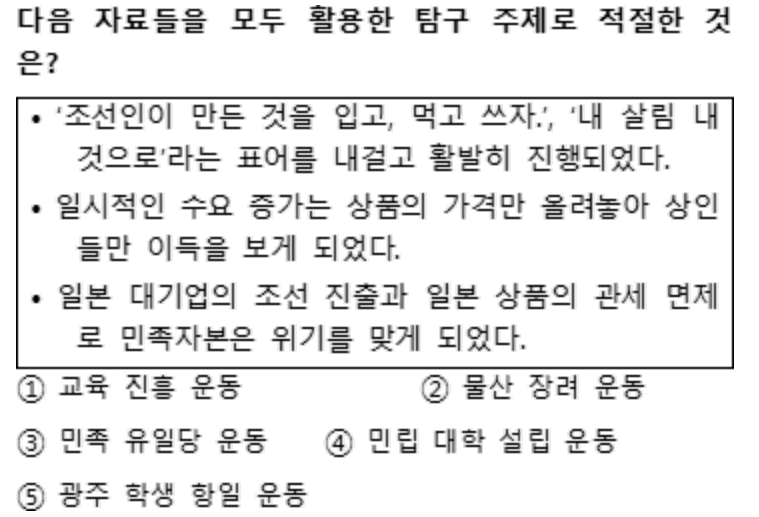 다음 자료들을 모두 활용한 탐구 주제로 적절한 것
은?
• '조선인이 만든 것을 입고, 먹고 쓰자.', '내 살림 내
것으로'라는 표어를 내걸고 활발히 진행되었다.
• 일시적인 수요 증가는 상품의 가격만 올려놓아 상인
들만 이득을 보게 되었다.
• 일본 대기업의 조선 진출과 일본 상품의 관세 면제
로 민족자본은 위기를 맞게 되었다.
① 교육 진흥 운동 ② 물산 장려 운동
③ 민족 유일당 운동 ④ 민립 대학 설립 운동
⑤ 광주 학생 항일 운동